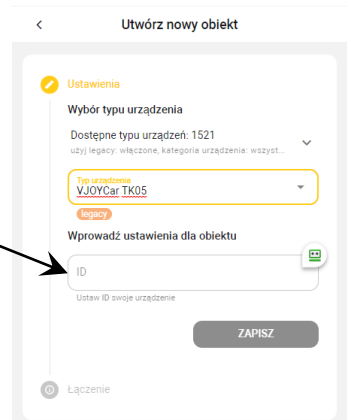 Utwórz nowy obiekt
Ustawienia
Wybór typu urządzenia
Dostępne typu urządzeń: 1521
użyj legacy: włączone, kategoria urządzenia: wszyst...
Typ urządzenia
VJOYCar TK05
legacy
Wprowadź ustawienia dla obiektu
ID
Ustaw ID swoje urządzenie
ZAPISZ
Łączenie